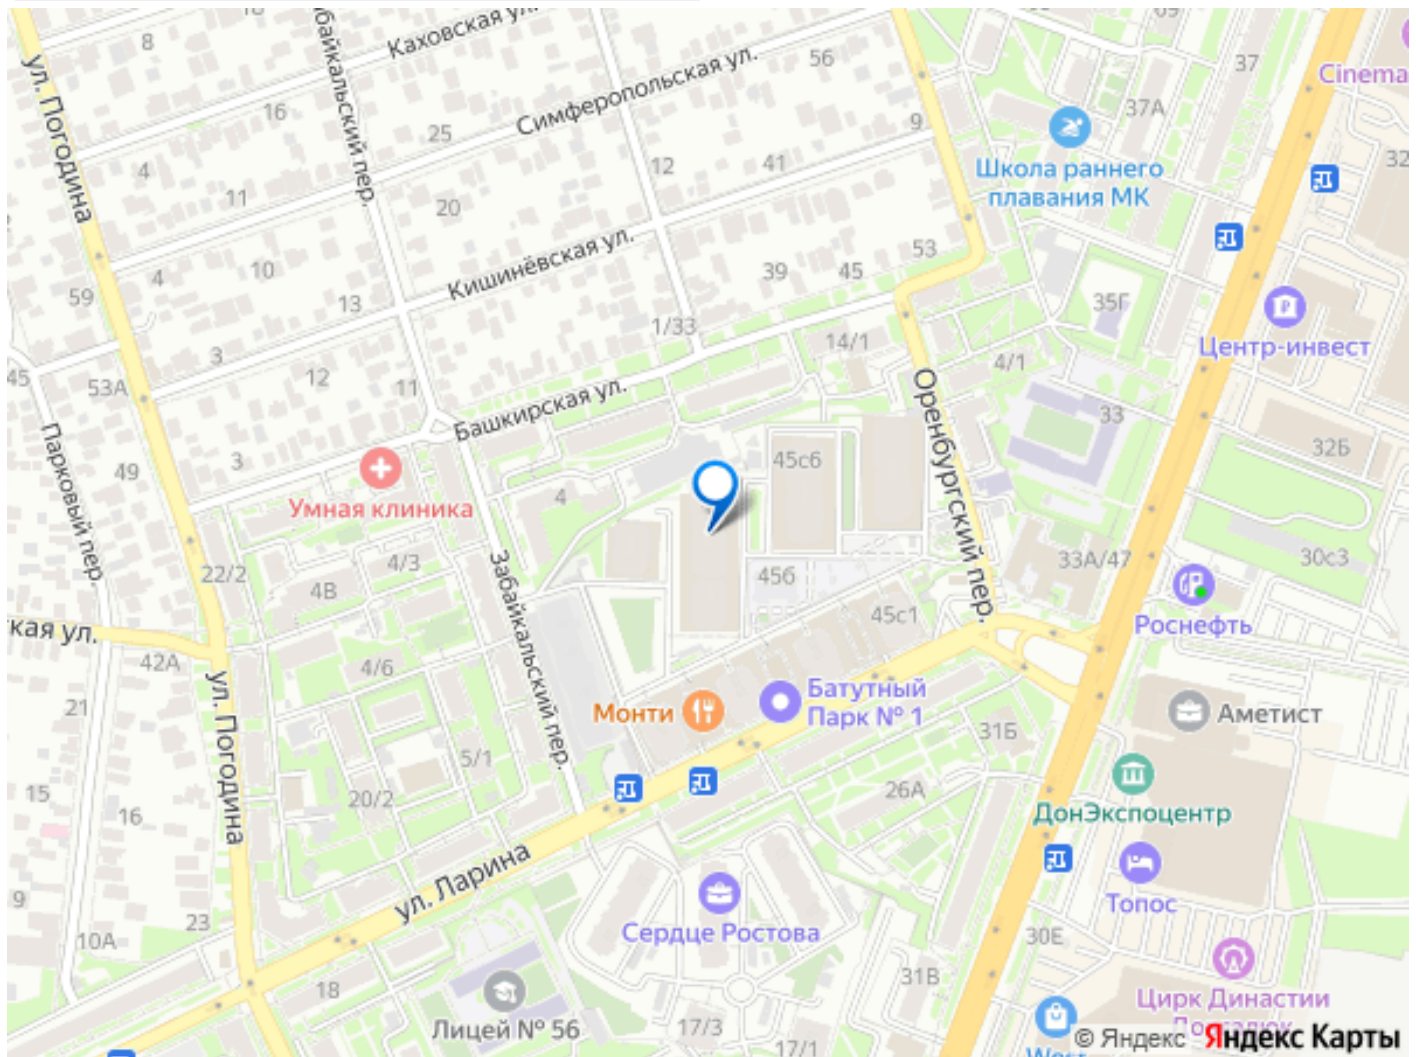 18
8
Каховская ул.
56
69
37
Cinema
ул. Погодина
байкальский пер.
16
25
Симферопольская ул.
9
37А
32
4
11
12
41
Школа раннего
плавания МК
20
Кишинёвская ул.
53
59
4
10
13
39
45
35Г
1/33
14/1
4/1
Центр-инвест
45
53А
3
12
11
Башкирская ул.
Оренбургский пер.
33
32Б
Парковый пер.
49
3
Умная клиника
4
45с6
22/2
4В
4/3
Забайкальский пер.
45б
33А/47
30с3
Роснефть
кая ул.
42А
4/6
45с1
21
ул. Погодина
Монти
Батутный
Парк № 1
31Б
Аметист
5/1
15
16
20/2
26А
ДонЭкспоцентр
ул. Ларина
Топос
9
23
10А
Сердце Ростова
30Е
18
Лицей № 56
31В
17/3
17/1
Цирк Династии
West
© Яндекс Яндекс Карты